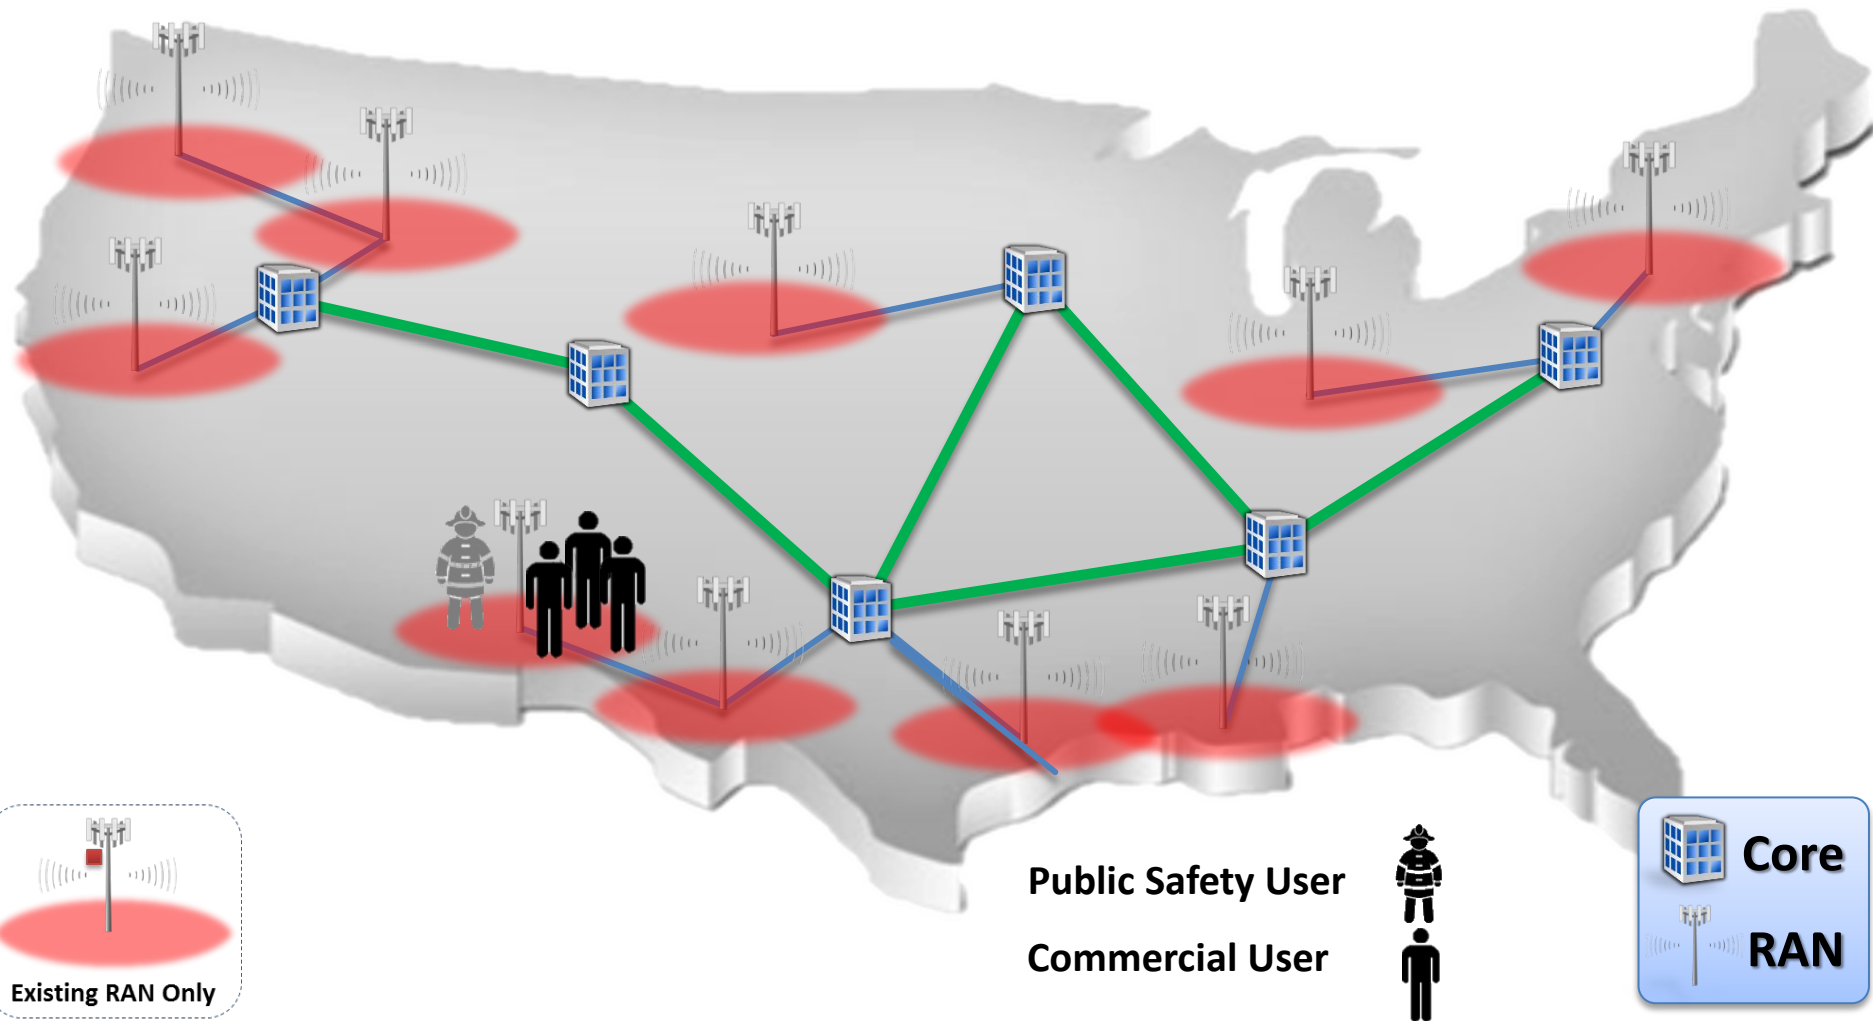 Existing RAN Only
Public Safety User
Commercial User
Core
RAN